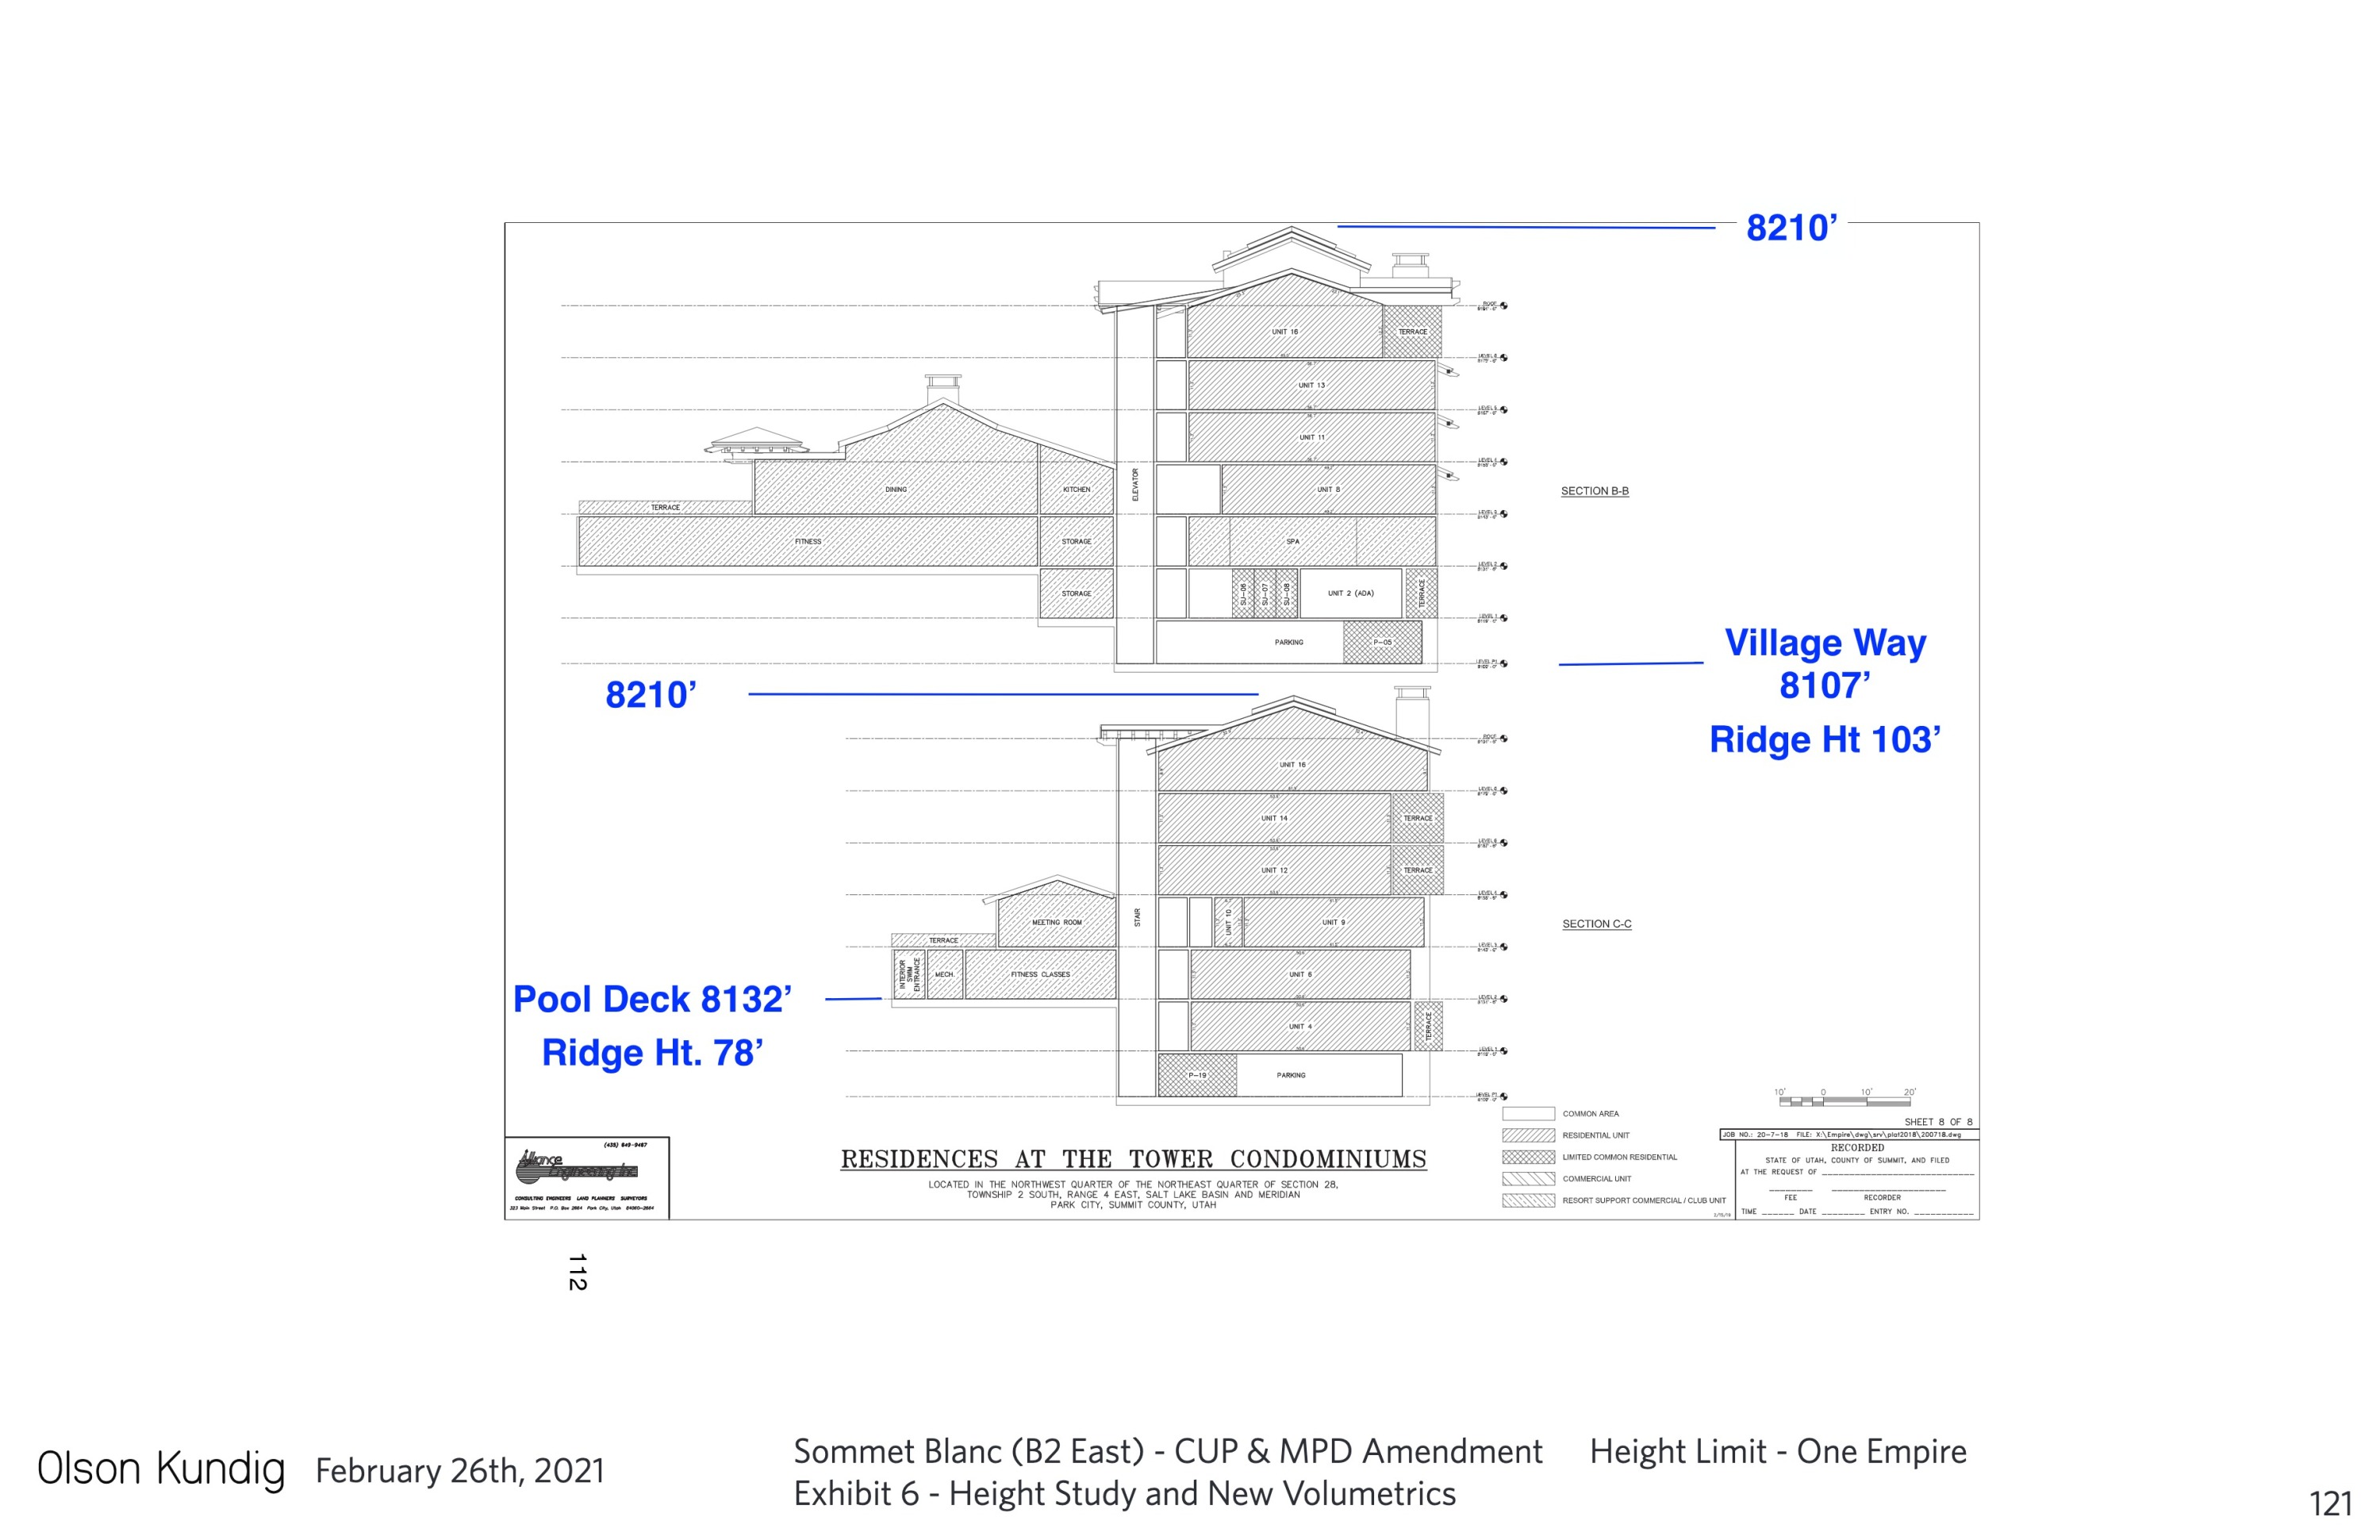 8210’
UNIT 16
TERRACE
UNIT 13
UNIT 11
ELEVATOR
DINING
KITCHEN
UNIT 8
SECTION B-B
TERRACE
FITNESS
STORAGE
SPA
STORAGE
SU-06
SU-07
SU-08
UNIT 2 (ADA)
TERRACE
PARKING
P-05
Village Way
8107’
Ridge Ht 103’
8210’
UNIT 14
TERRACE
UNIT 12
TERRACE
STAIR
MEETING ROOM
UNIT 10
UNIT 9
SECTION C-C
TERRACE
INTERIOR
SWIM
ENTRANCE
MECH.
FITNESS CLASSES
UNIT 6
Pool Deck 8132’
Ridge Ht. 78’
UNIT 4
TERRACE
P-19
PARKING
10' 0 10' 20'
COMMON AREA
RESIDENTIAL UNIT
LIMITED COMMON RESIDENTIAL
COMMERCIAL UNIT
RESORT SUPPORT COMMERCIAL / CLUB UNIT
SHEET 8 OF 8
JOB NO.: 20-7-18 FILE: X:\Empire\dwg\srv\plat2018\200718.dwg
RECORDED
STATE OF UTAH, COUNTY OF SUMMIT, AND FILED
AT THE REQUEST OF
FEE RECORDER
TIME DATE ENTRY NO.
(435) 649-9467
Alliance
Engineering Inc.
CONSULTING ENGINEERS LAND PLANNERS SURVEYORS
323 Main Street P.O. Box 2664 Park City, Utah 84060-2664
RESIDENCES AT THE TOWER CONDOMINIUMS
LOCATED IN THE NORTHWEST QUARTER OF THE NORTHEAST QUARTER OF SECTION 28,
TOWNSHIP 2 SOUTH, RANGE 4 EAST, SALT LAKE BASIN AND MERIDIAN
PARK CITY, SUMMIT COUNTY, UTAH
112
Olson Kundig February 26th, 2021
Sommet Blanc (B2 East) - CUP & MPD Amendment Height Limit - One Empire
Exhibit 6 - Height Study and New Volumetrics
121